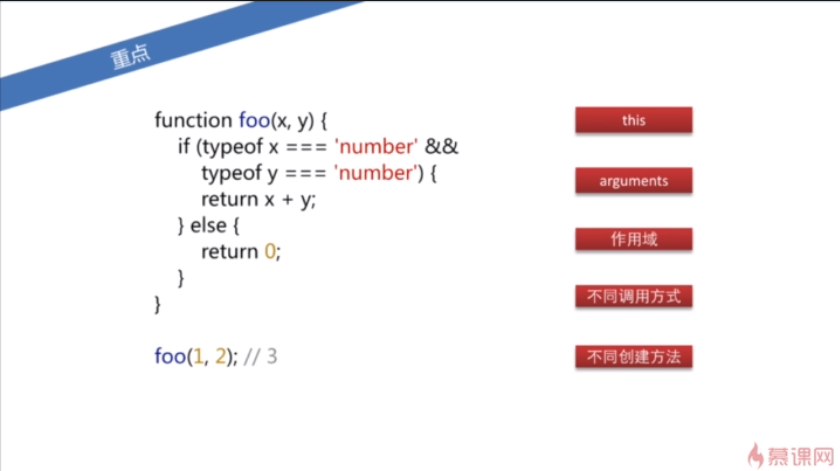 重点
function foo(x, y) {
if (typeof x === 'number' &&
typeof y === 'number') {
return x + y;
} else {
return 0;
}
}
foo(1, 2); // 3
this
arguments
作用域
不同调用方式
不同创建方法
慕课网